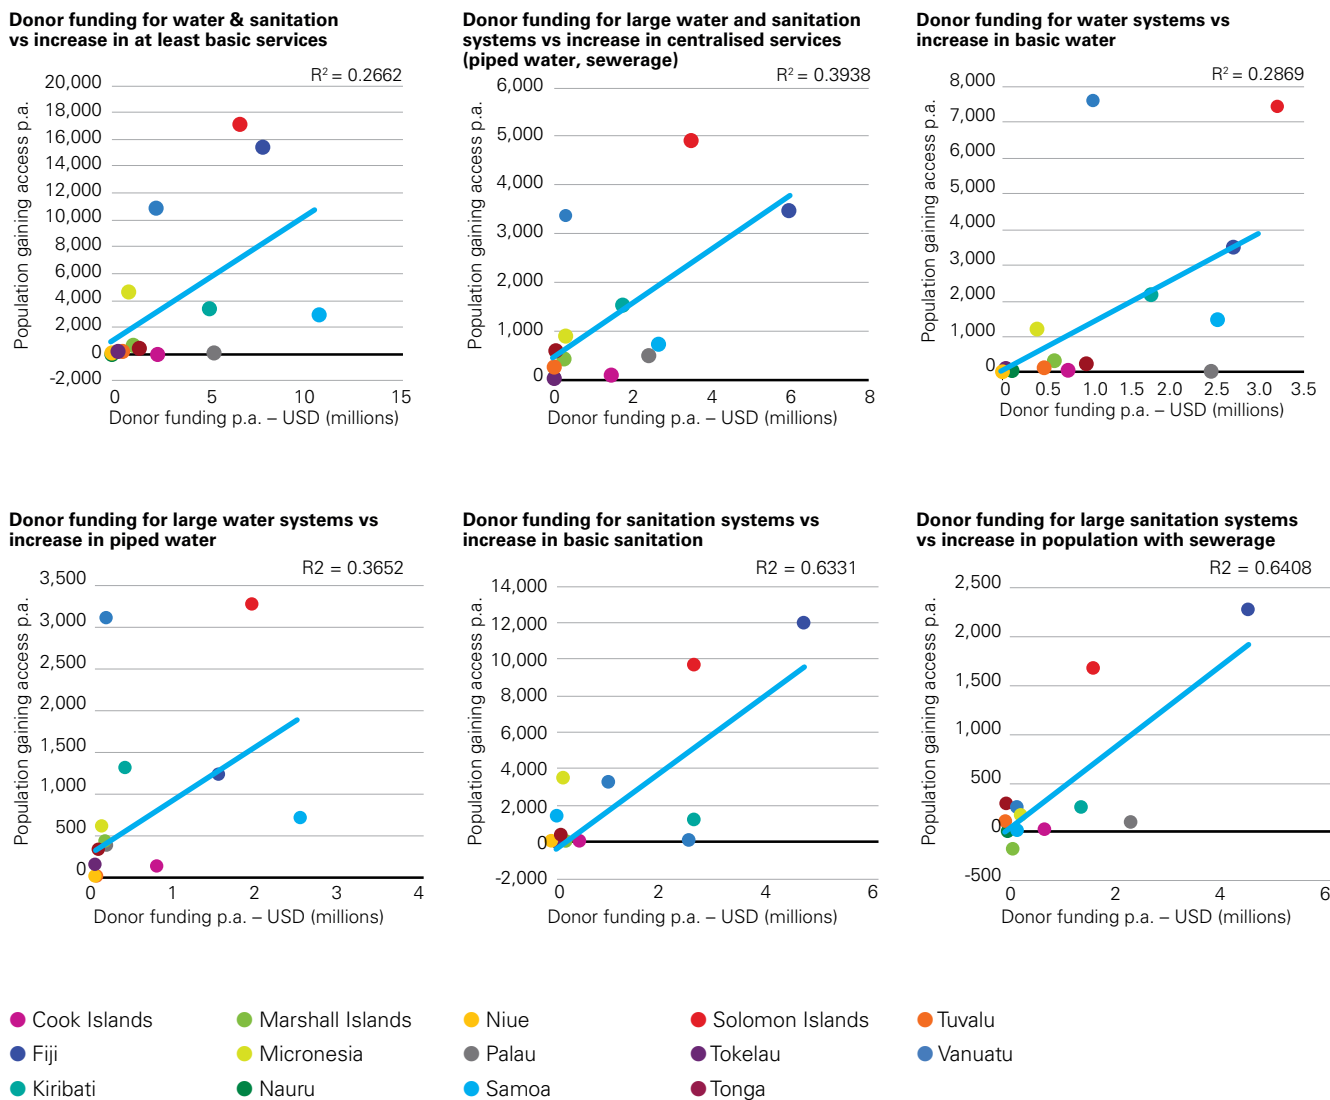 Donor funding for water & sanitation
vs increase in at least basic services
R² = 0.2662
Population gaining access p.a.
20,000
18,000
16,000
14,000
12,000
10,000
8,000
6,000
4,000
2,000
0
-2,000
0 5 10 15
Donor funding p.a. – USD (millions)
Donor funding for large water and sanitation
systems vs increase in centralised services
(piped water, sewerage)
R² = 0.3938
Population gaining access p.a.
6,000
5,000
4,000
3,000
2,000
1,000
0
0 2 4 6 8
Donor funding p.a. – USD (millions)
Donor funding for water systems vs
increase in basic water
R² = 0.2869
Population gaining access p.a.
8,000
7,000
6,000
5,000
4,000
3,000
2,000
1,000
0
0 0.5 1.0 1.5 2.0 2.5 3.0 3.5
Donor funding p.a. – USD (millions)
Donor funding for large water systems vs
increase in piped water
R2 = 0.3652
Population gaining access p.a.
3,500
3,000
2,500
2,000
1,500
1,000
500
0
0 1 2 3 4
Donor funding p.a. – USD (millions)
Donor funding for sanitation systems vs
increase in basic sanitation
R2 = 0.6331
Population gaining access p.a.
14,000
12,000
10,000
8,000
6,000
4,000
2,000
0
-2,000
0 2 4 6
Donor funding p.a. – USD (millions)
Donor funding for large sanitation systems
vs increase in population with sewerage
R2 = 0.6408
Population gaining access p.a.
2,500
2,000
1,500
1,000
500
0
-500
0 2 4 6
Donor funding p.a. – USD (millions)
Cook Islands
Marshall Islands
Niue
Solomon Islands
Tuvalu
Fiji
Micronesia
Palau
Tokelau
Vanuatu
Kiribati
Nauru
Samoa
Tonga